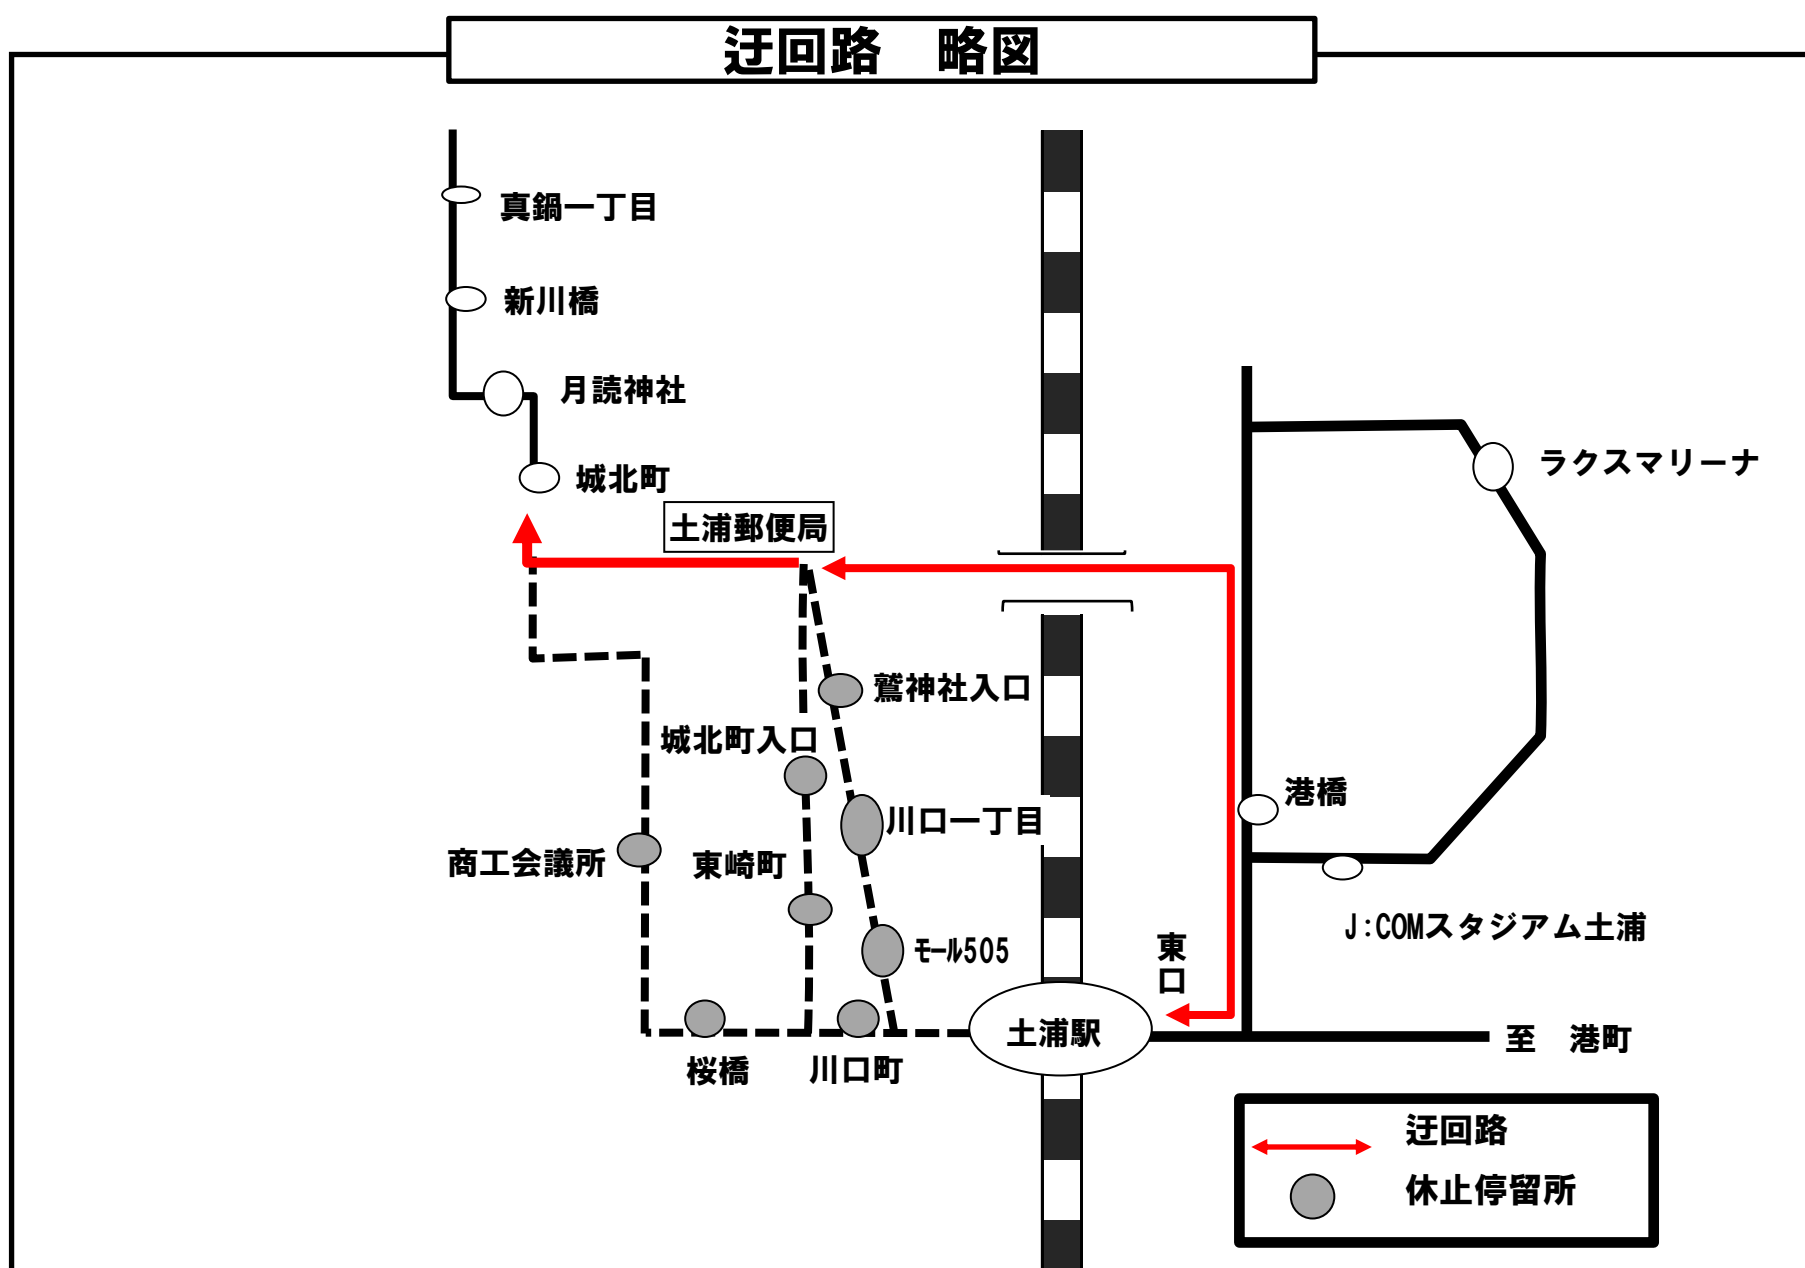 迂回路　略図
真鍋一丁目
新川橋
月読神社
城北町
土浦郵便局
ラクスマリーナ
鷲神社入口
城北町入口
川口一丁目
港橋
商工会議所
東崎町
J:COMスタジアム土浦
東口
ﾓｰﾙ505
土浦駅
至　港町
桜橋
川口町
迂回路
休止停留所